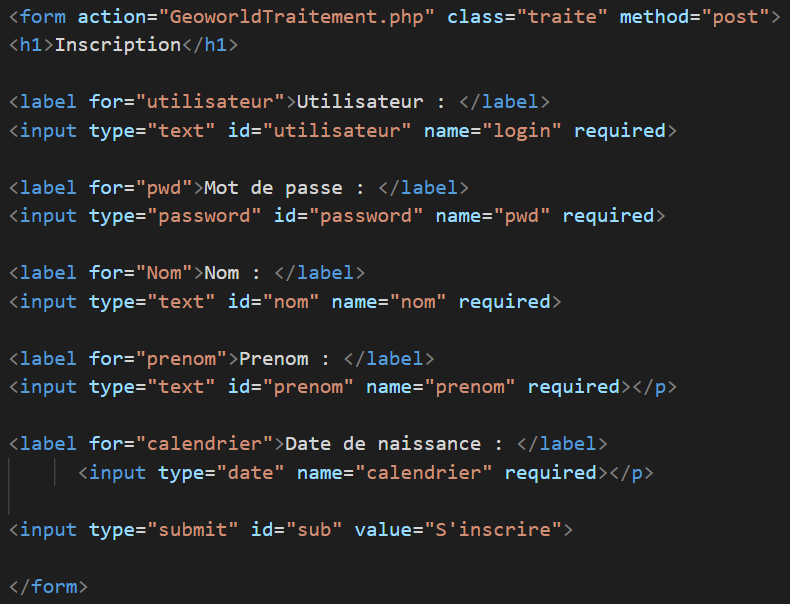 <form action="GeoworldTraitement.php" class="traite" method="post">
<h1>Inscription</h1>
<label for="utilisateur">Utilisateur : </label>
<input type="text" id="utilisateur" name="login" required>
<label for="pwd">Mot de passe : </label>
<input type="password" id="password" name="pwd" required>
<label for="Nom">Nom : </label>
<input type="text" id="nom" name="nom" required>
<label for="prenom">Prenom : </label>
<input type="text" id="prenom" name="prenom" required></p>
<label for="calendrier">Date de naissance : </label>
<input type="date" name="calendrier" required></p>
<input type="submit" id="sub" value="S'inscrire">
</form>